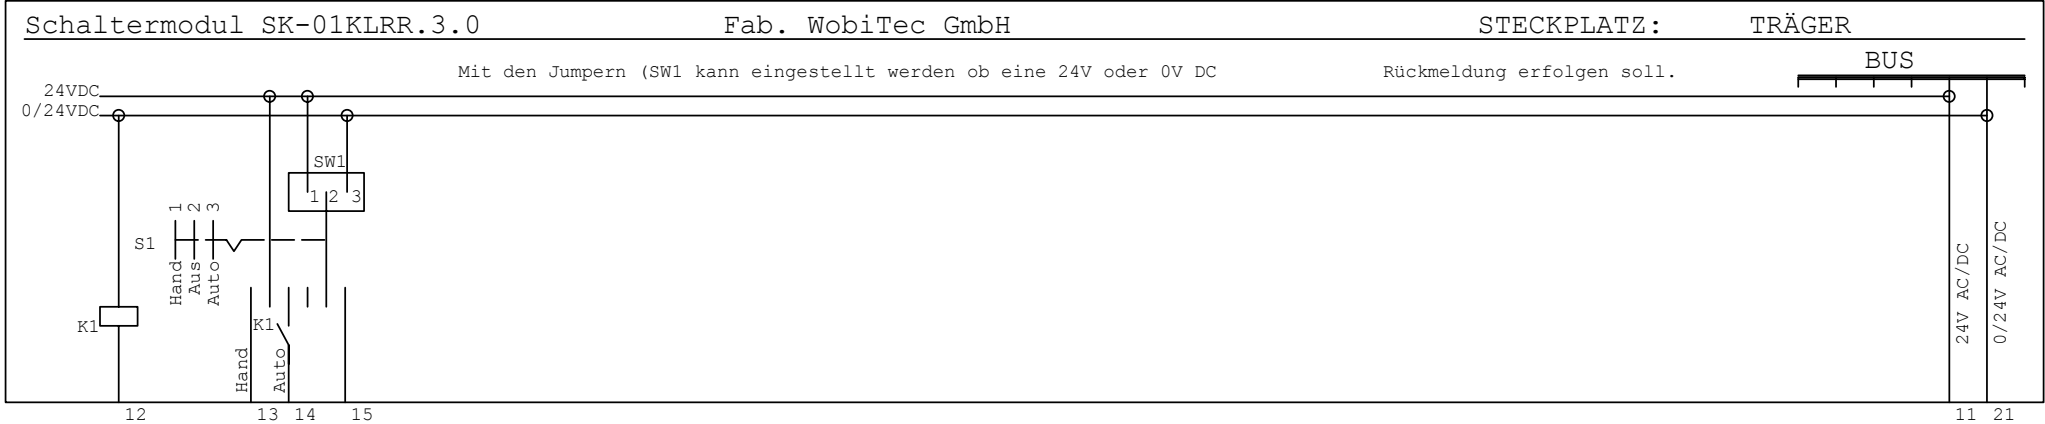 Schaltermodul SK-01KLRR.3.0 Fab. WobiTec GmbH STECKPLATZ: TRÄGER
BUS
Mit den Jumpern (SW1 kann eingestellt werden ob eine 24V oder 0V DC Rückmeldung erfolgen soll.
24VDC
0/24VDC
SW1
1 2 3
1 2 3
S1
Hand Aus Auto
24V AC/DC 0/24V AC/DC
K1
K1
Hand Auto
12 13 14 15 11 21